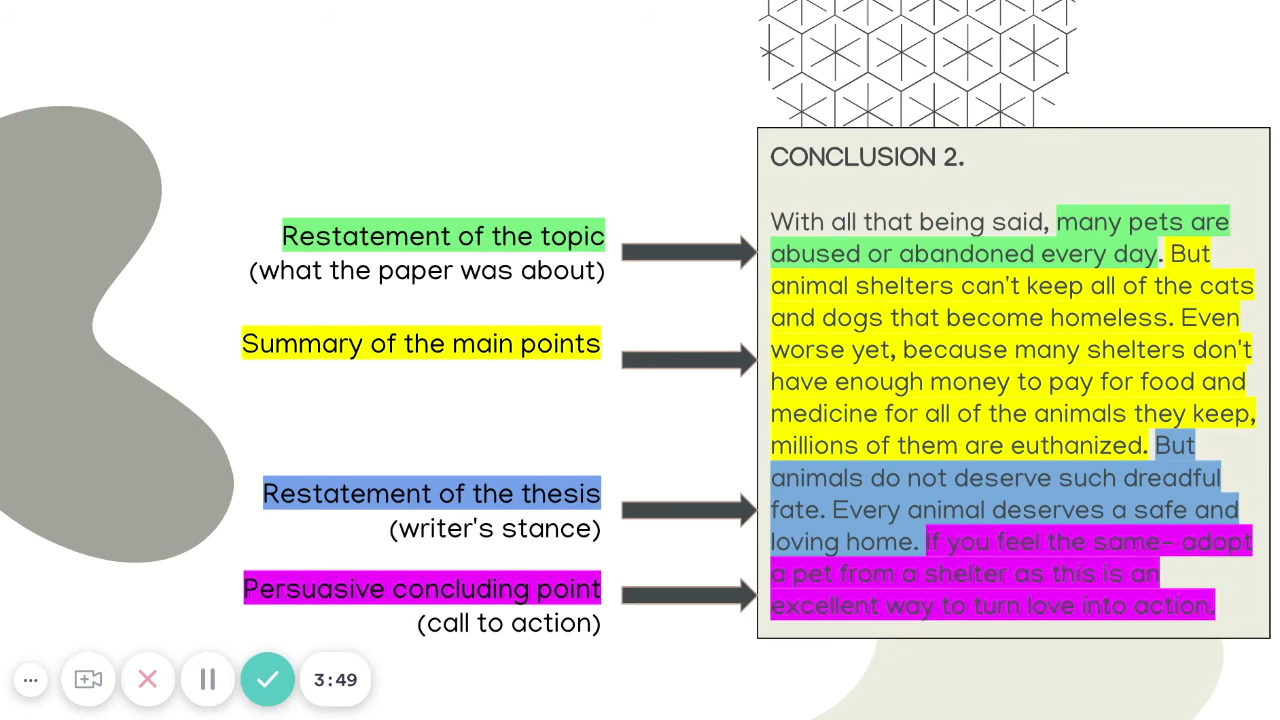 Restatement of the topic
(what the paper was about)
Summary of the main points
Restatement of the thesis
(writer's stance)
Persuasive concluding point
(call to action)
CONCLUSION 2.
With all that being said, many pets are
abused or abandoned every day. But
animal shelters can't keep all of the cats
and dogs that become homeless. Even
worse yet, because many shelters don't
have enough money to pay for food and
medicine for all of the animals they keep,
millions of them are euthanized. But
animals do not deserve such dreadful
fate. Every animal deserves a safe and
loving home. If you feel the same- adopt
a pet from a shelter as this is an
excellent way to turn love into action.
3:49